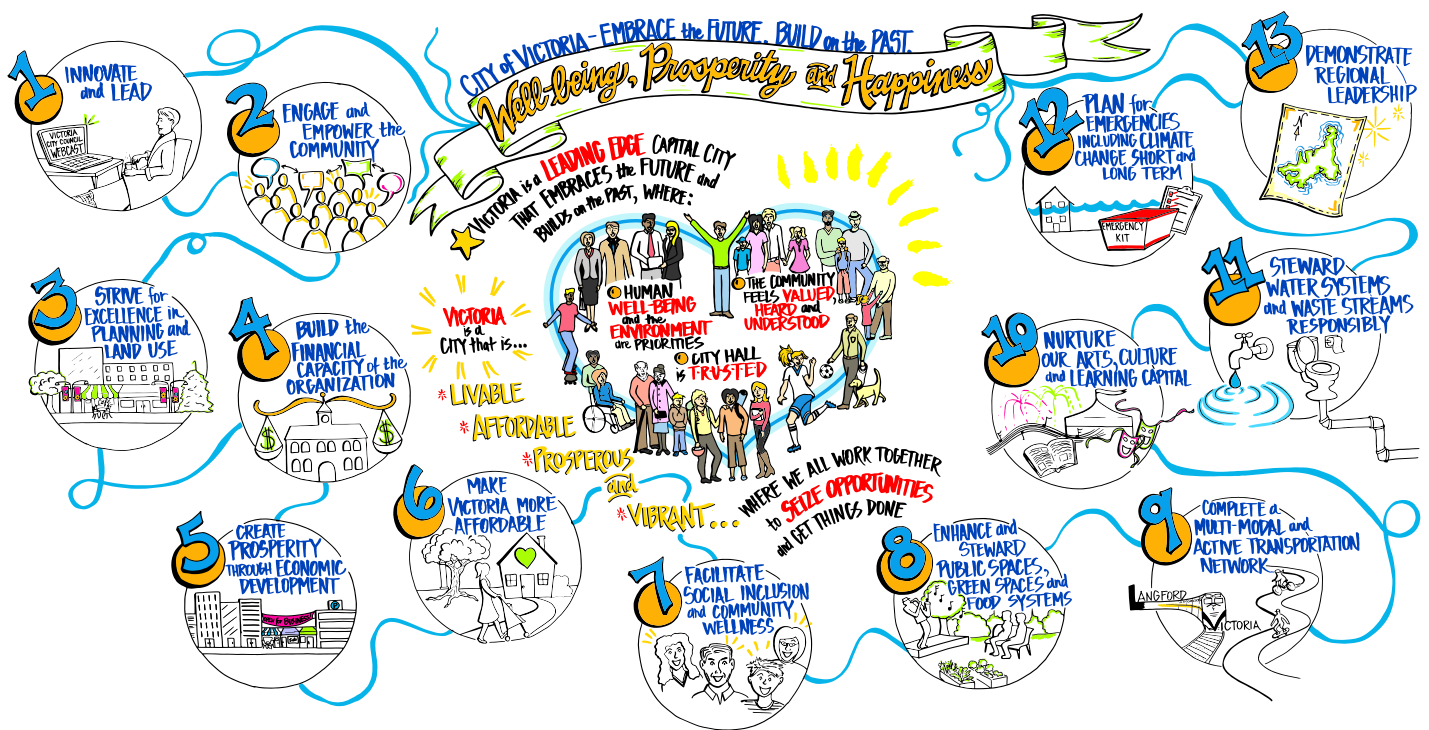 CITY OF VICTORIA - EMBRACE the FUTURE. BUILD on the PAST.
Well-being, Prosperity and Happiness
VICTORIA is a LEADING EDGE CAPITAL CITY
THAT EMBRACES the FUTURE and
BUILDS on the PAST, WHERE:
HUMAN
WELL-BEING
and the
ENVIRONMENT
are PRIORITIES
THE COMMUNITY
FEELS VALUED,
HEARD and
UNDERSTOOD
CITY HALL
is TRUSTED
VICTORIA
is a
CITY that is...
* LIVABLE
* AFFORDABLE
* PROSPEROUS
and
* VIBRANT...
WHERE WE ALL WORK TOGETHER
to SEIZE OPPORTUNITIES
and GET THINGS DONE
1
INNOVATE
and LEAD
VICTORIA
CITY COUNCIL
WEBCAST
2
ENGAGE and
EMPOWER the
COMMUNITY
3
STRIVE for
EXCELLENCE in
PLANNING and
LAND USE
4
BUILD the
FINANCIAL
CAPACITY of the
ORGANIZATION
$
$
5
CREATE
PROSPERITY
THROUGH ECONOMIC
DEVELOPMENT
OPEN for BUSINESS!
6
MAKE
VICTORIA MORE
AFFORDABLE
7
FACILITATE
SOCIAL INCLUSION
and COMMUNITY
WELLNESS
8
ENHANCE and
STEWARD
PUBLIC SPACES,
GREEN SPACES and
FOOD SYSTEMS
9
COMPLETE a
MULTI-MODAL and
ACTIVE TRANSPORTATION
NETWORK
LANGFORD
VICTORIA
10
NURTURE
OUR ARTS, CULTURE
and LEARNING CAPITAL
11
STEWARD
WATER SYSTEMS
and WASTE STREAMS
RESPONSIBLY
12
PLAN for
EMERGENCIES
INCLUDING CLIMATE
CHANGE SHORT and
LONG TERM
EMERGENCY
KIT
13
DEMONSTRATE
REGIONAL
LEADERSHIP